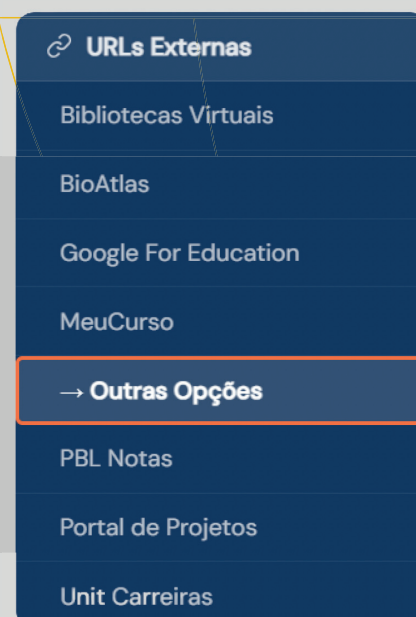 URLs Externas
Bibliotecas Virtuais
BioAtlas
Google For Education
MeuCurso
→ Outras Opções
PBL Notas
Portal de Projetos
Unit Carreiras